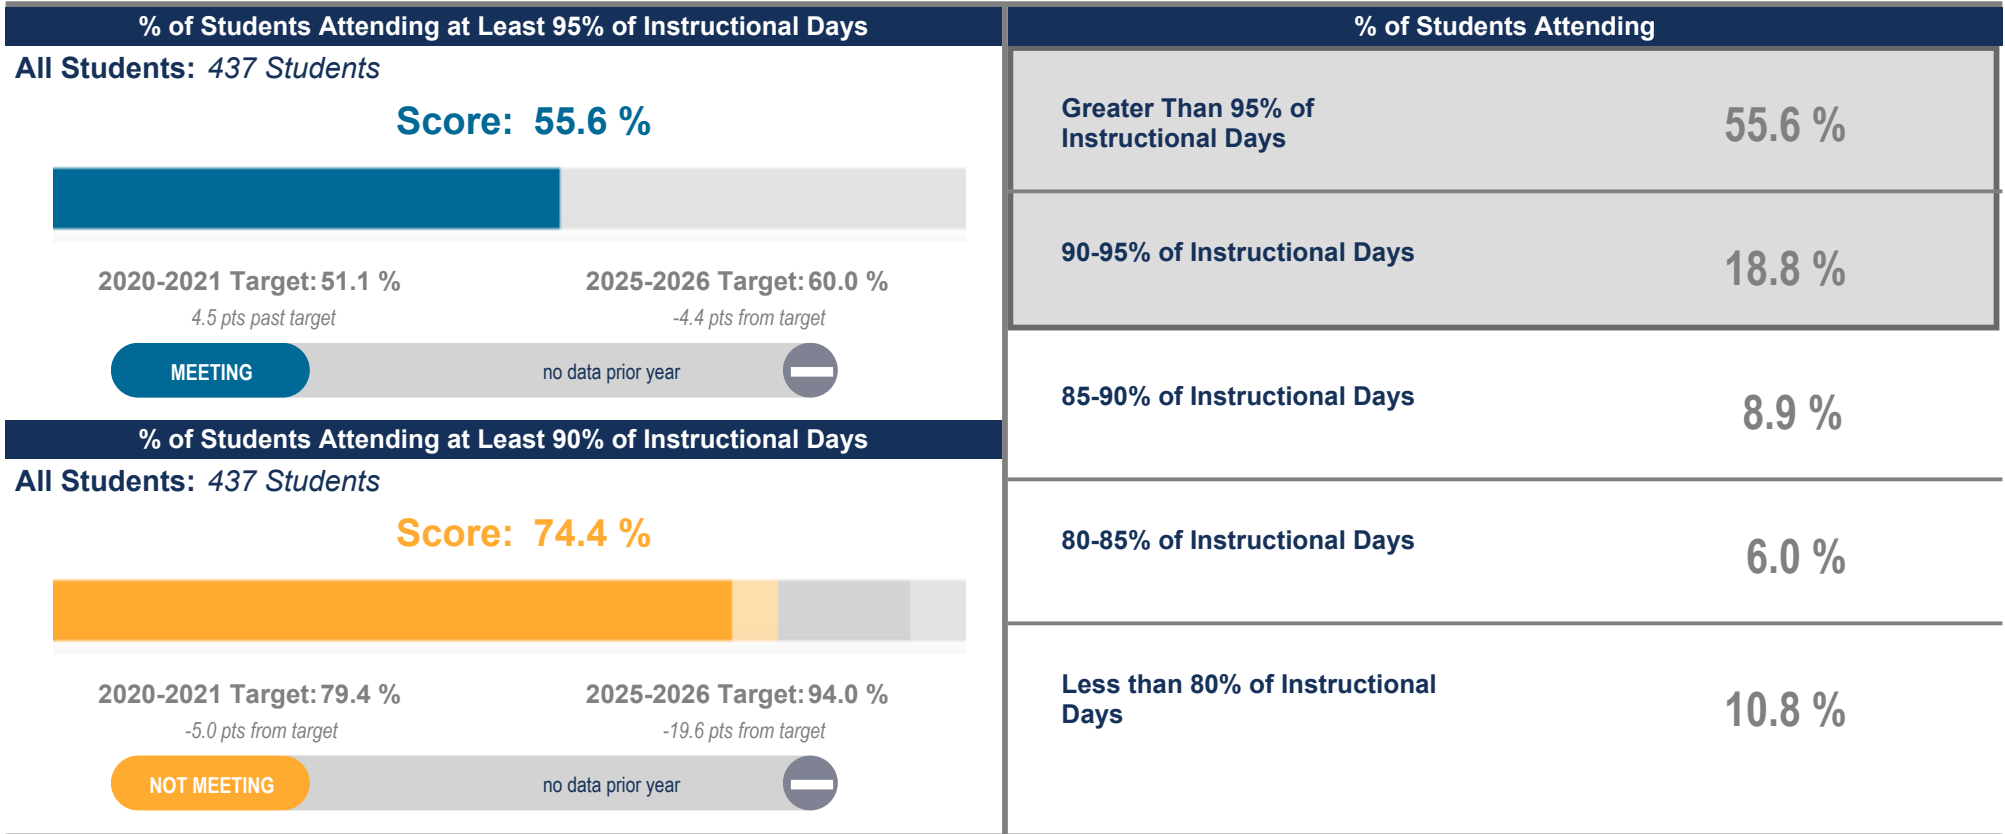 % of Students Attending at Least 95% of Instructional Days
All Students: 437 Students
Score: 55.6 %
2020-2021 Target: 51.1 %
4.5 pts past target
2025-2026 Target: 60.0 %
-4.4 pts from target
MEETING
no data prior year
% of Students Attending at Least 90% of Instructional Days
All Students: 437 Students
Score: 74.4 %
2020-2021 Target: 79.4 %
-5.0 pts from target
2025-2026 Target: 94.0 %
-19.6 pts from target
NOT MEETING
no data prior year
% of Students Attending
Greater Than 95% of
Instructional Days
55.6 %
90-95% of Instructional Days
18.8 %
85-90% of Instructional Days
8.9 %
80-85% of Instructional Days
6.0 %
Less than 80% of Instructional
Days
10.8 %